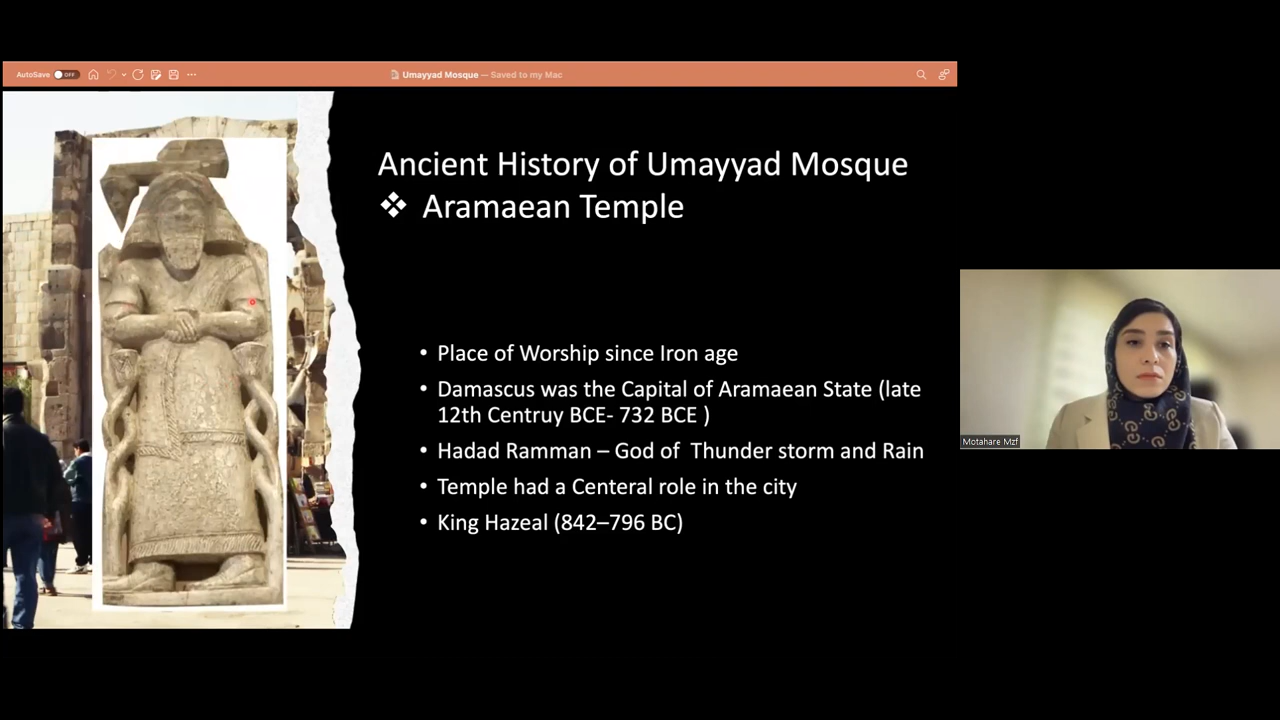 AutoSave OFF
Umayyad Mosque — Saved to my Mac
Ancient History of Umayyad Mosque
❖ Aramaean Temple
• Place of Worship since Iron age
• Damascus was the Capital of Aramaean State (late
12th Centruy BCE- 732 BCE )
• Hadad Ramman – God of Thunder storm and Rain
• Temple had a Centeral role in the city
• King Hazeal (842–796 BC)
Motahare Mzf